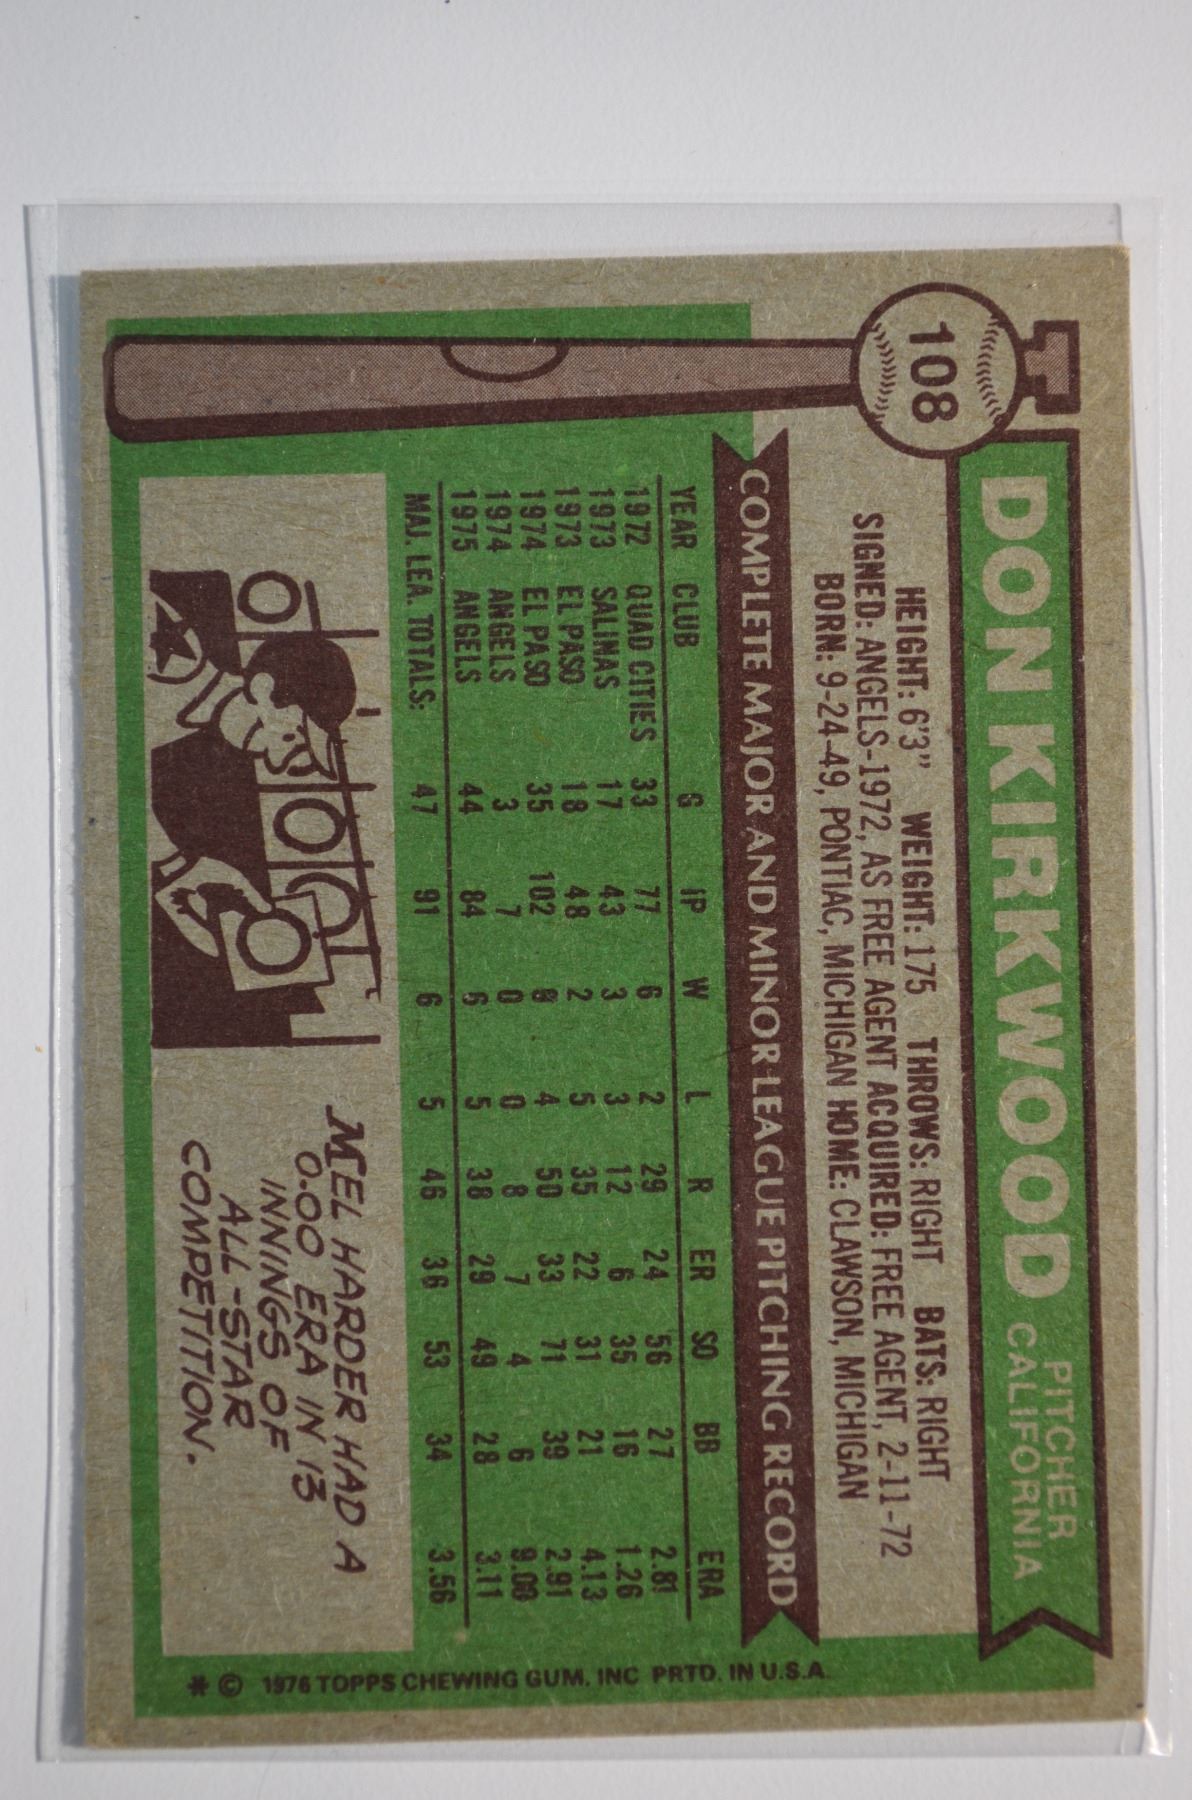 108
DON KIRKWOOD
PITCHER
CALIFORNIA
HEIGHT: 6'3" WEIGHT: 175 THROWS: RIGHT BATS: RIGHT
SIGNED: ANGELS-1972, AS FREE AGENT ACQUIRED: FREE AGENT, 2-11-72
BORN: 9-24-49, PONTIAC, MICHIGAN HOME: CLAWSON, MICHIGAN
COMPLETE MAJOR AND MINOR LEAGUE PITCHING RECORD
YEAR CLUB G IP W L R ER SO BB ERA
1972 QUAD CITIES 33 77 6 2 29 24 56 27 2.81
1973 SALINAS 17 43 3 3 12 6 35 16 1.26
1973 EL PASO 18 48 2 5 35 22 31 21 4.13
1974 EL PASO 35 102 8 4 50 33 71 39 2.91
1974 ANGELS 3 7 0 0 8 7 4 6 9.00
1975 ANGELS 44 84 6 5 38 29 49 28 3.11
MAJ. LEA. TOTALS: 47 91 6 5 46 36 53 34 3.56
MEL HARDER HAD A
0.00 ERA IN 13
INNINGS OF
ALL-STAR
COMPETITION.
* © 1976 TOPPS CHEWING GUM, INC PRTD. IN U.S.A.